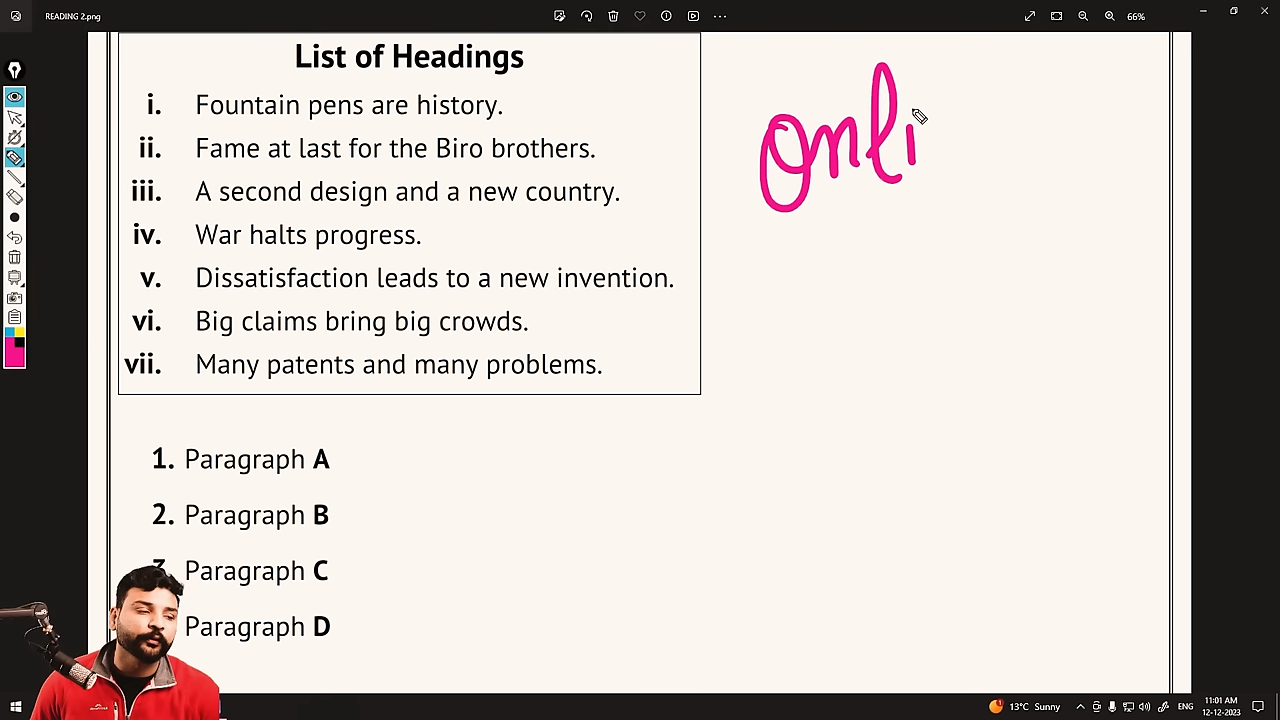 READING 2.png
66%
List of Headings
i. Fountain pens are history.
ii. Fame at last for the Biro brothers.
iii. A second design and a new country.
iv. War halts progress.
v. Dissatisfaction leads to a new invention.
vi. Big claims bring big crowds.
vii. Many patents and many problems.
onli
1. Paragraph A
2. Paragraph B
3. Paragraph C
Paragraph D
13°C Sunny
ENG
11:01 AM
12-12-2023